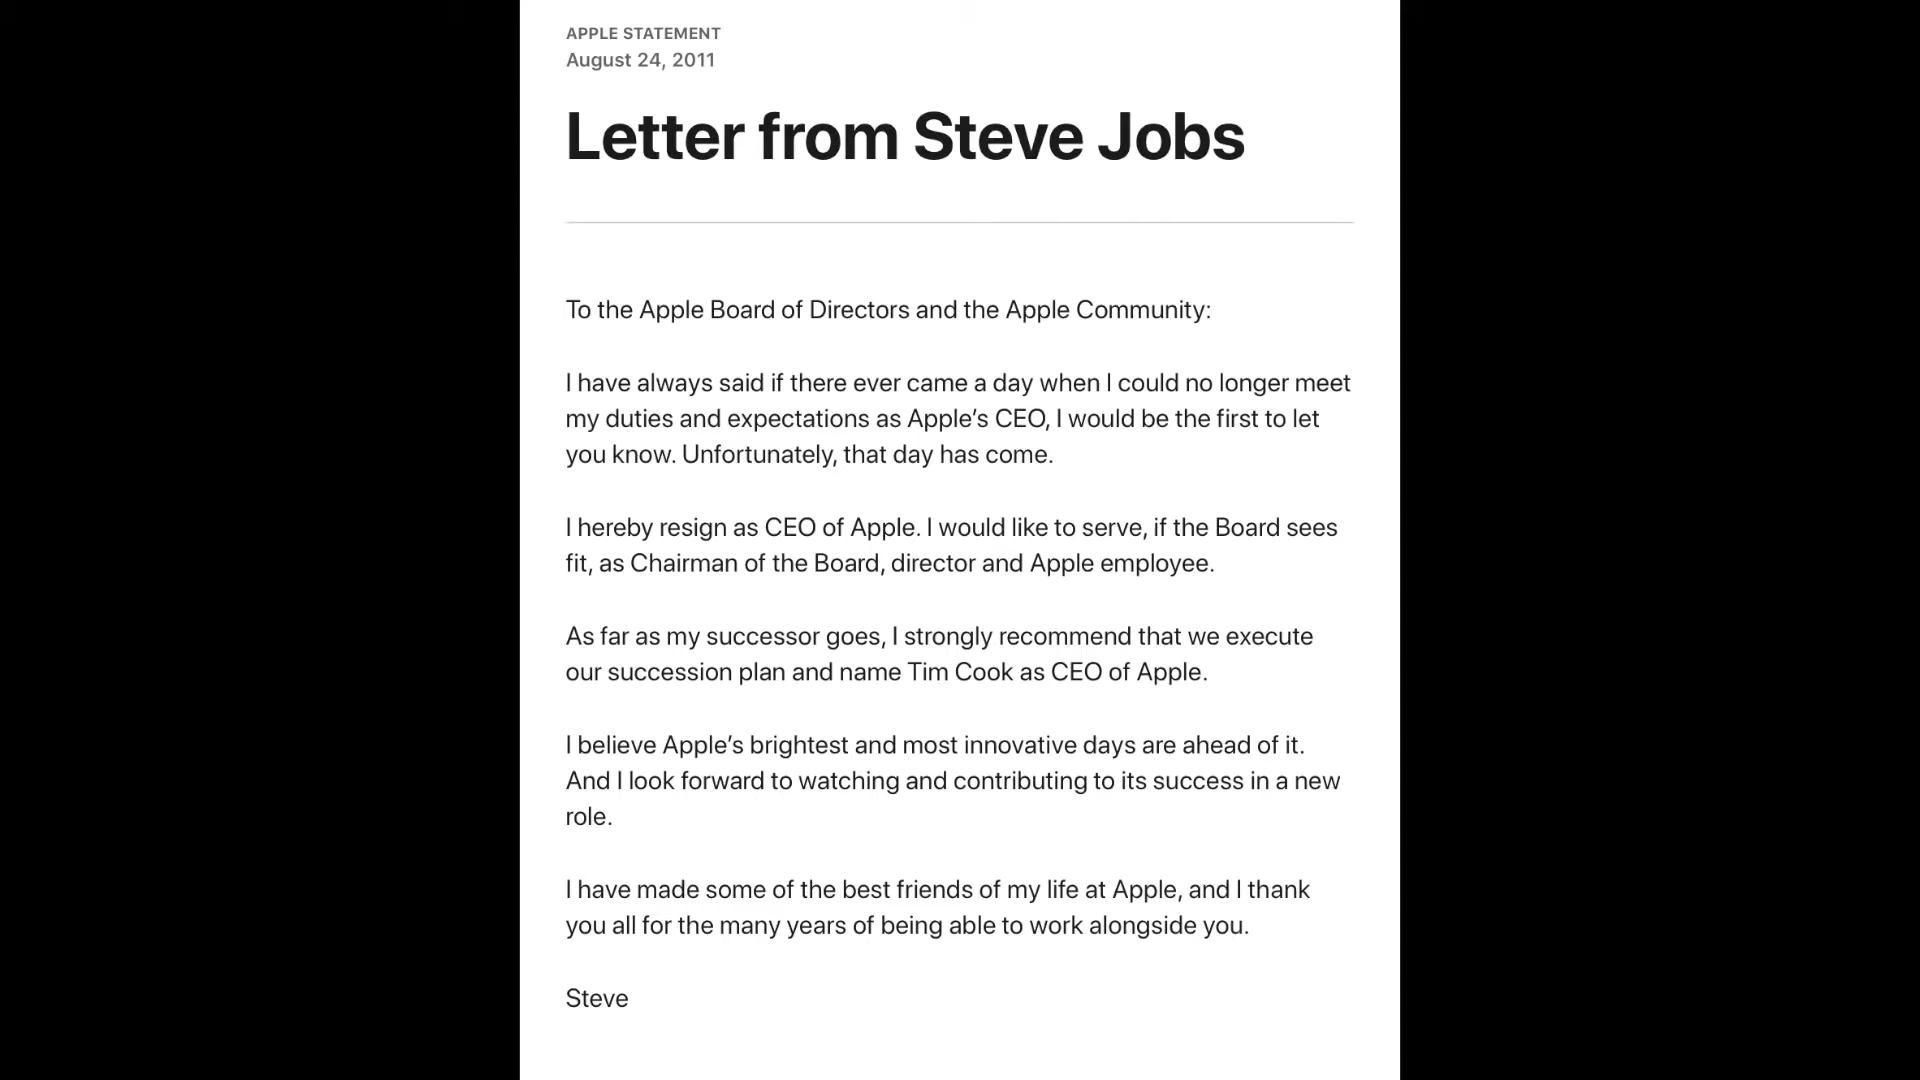 APPLE STATEMENT
August 24, 2011
Letter from Steve Jobs
To the Apple Board of Directors and the Apple Community:
I have always said if there ever came a day when I could no longer meet
my duties and expectations as Apple’s CEO, I would be the first to let
you know. Unfortunately, that day has come.
I hereby resign as CEO of Apple. I would like to serve, if the Board sees
fit, as Chairman of the Board, director and Apple employee.
As far as my successor goes, I strongly recommend that we execute
our succession plan and name Tim Cook as CEO of Apple.
I believe Apple’s brightest and most innovative days are ahead of it.
And I look forward to watching and contributing to its success in a new
role.
I have made some of the best friends of my life at Apple, and I thank
you all for the many years of being able to work alongside you.
Steve